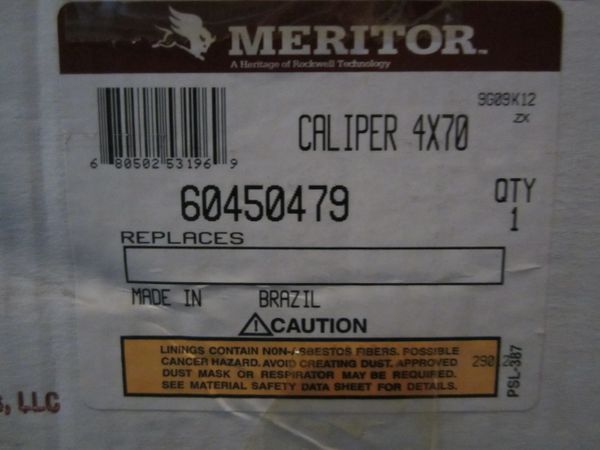 MERITOR™
A Heritage of Rockwell Technology
9G09K12
ZX
CALIPER 4X70
6 80502 53196 9
60450479
QTY
1
REPLACES
MADE IN BRAZIL
CAUTION
LININGS CONTAIN NON-ASBESTOS FIBERS. POSSIBLE
CANCER HAZARD. AVOID CREATING DUST. APPROVED
DUST MASK OR RESPIRATOR MAY BE REQUIRED.
SEE MATERIAL SAFETY DATA SHEET FOR DETAILS.
PSL-387
, LLC